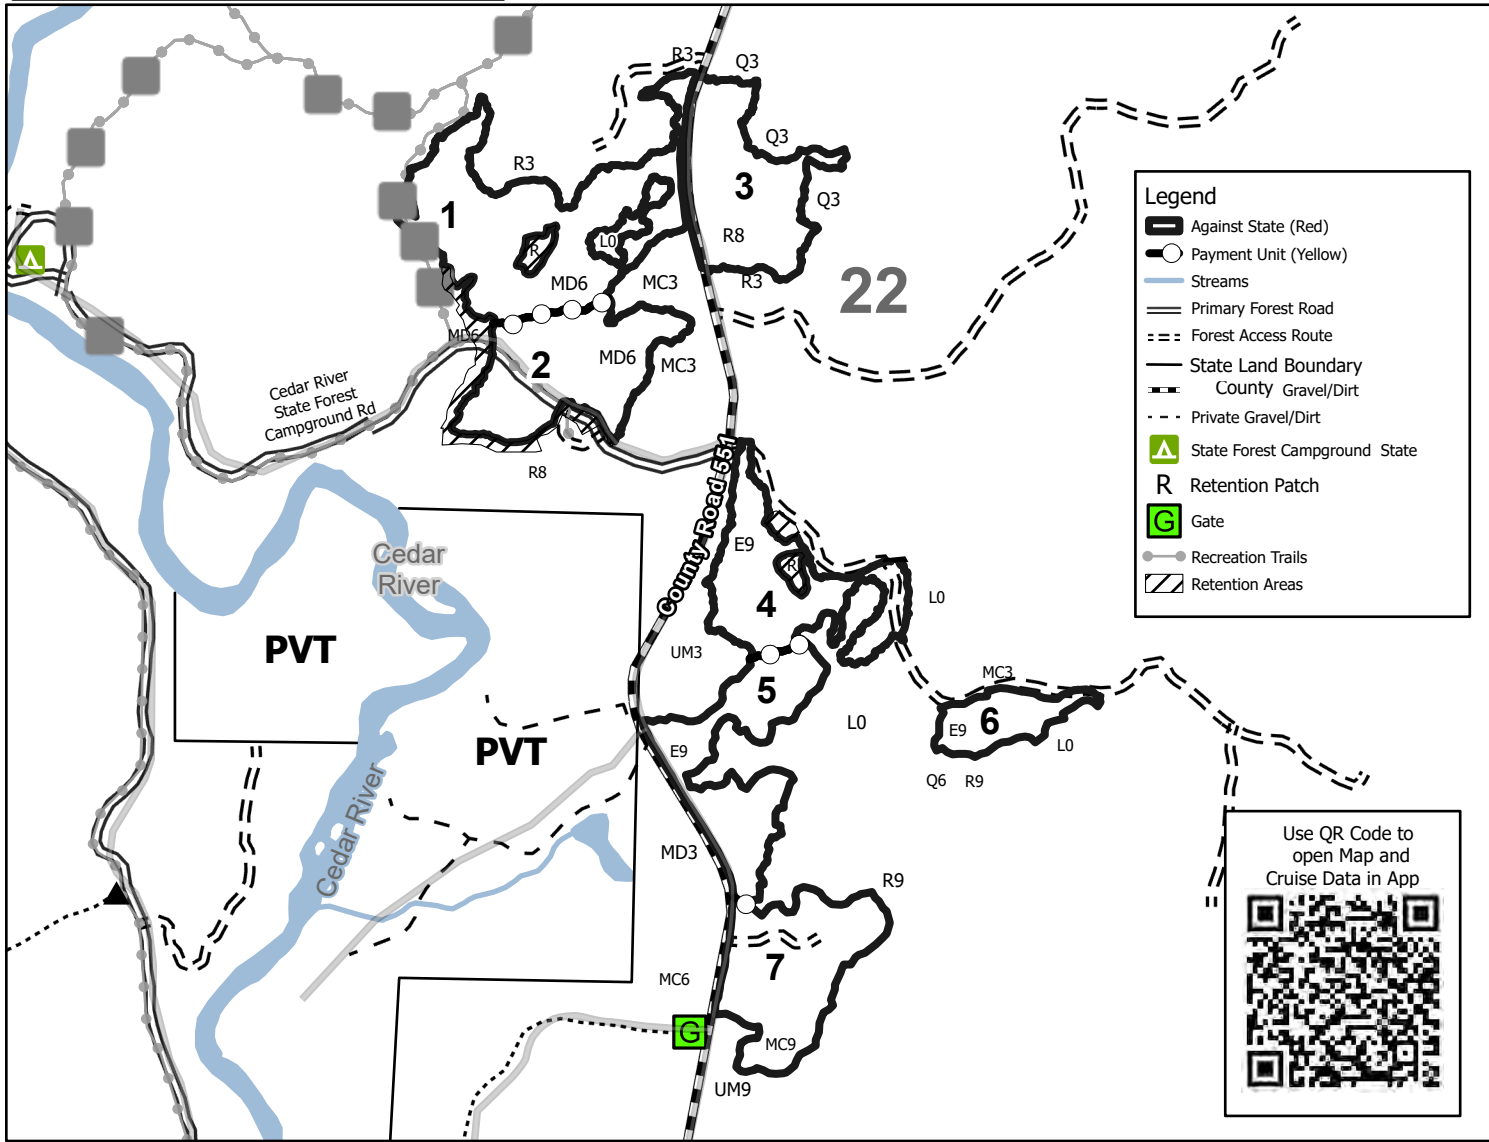 R3
Q3
Q3
R3
3
Q3
1
R8
R
L0
MD6
MC3
R3
22
MD6
MD6
MC3
2
Cedar River
State Forest
Campground Rd
R8
County Road 551
Cedar
River
E9
R
4
L0
PVT
UM3
MC3
5
6
L0
E9
PVT
E9
L0
Q6
R9
Cedar River
MD3
R9
7
MC6
G
MC9
UM9
Legend
Against State (Red)
Payment Unit (Yellow)
Streams
Primary Forest Road
Forest Access Route
State Land Boundary
County Gravel/Dirt
Private Gravel/Dirt
State Forest Campground State
R Retention Patch
G Gate
Recreation Trails
Retention Areas
Use QR Code to
open Map and
Cruise Data in App